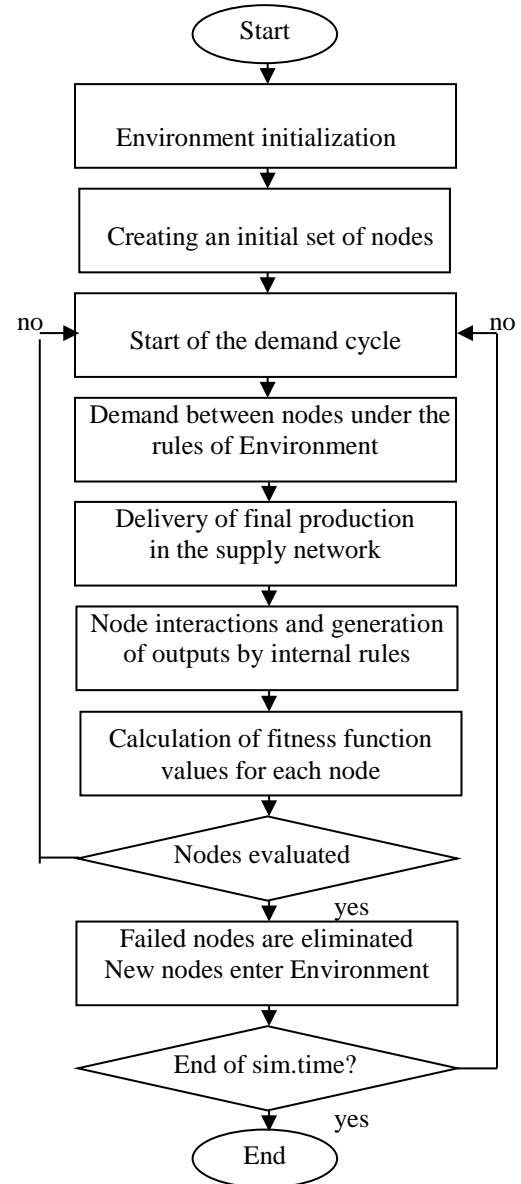 Start
Environment initialization
Creating an initial set of nodes
no
no
Start of the demand cycle
Demand between nodes under the
rules of Environment
Delivery of final production
in the supply network
Node interactions and generation
of outputs by internal rules
Calculation of fitness function
values for each node
Nodes evaluated
yes
Failed nodes are eliminated
New nodes enter Environment
End of sim.time?
yes
End